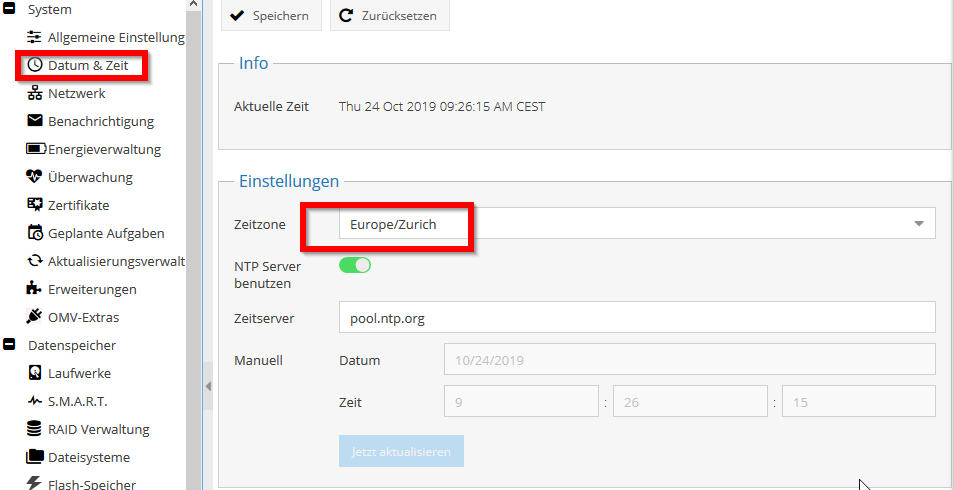 System
Allgemeine Einstellung
Datum & Zeit
Netzwerk
Benachrichtigung
Energieverwaltung
Überwachung
Zertifikate
Geplante Aufgaben
Aktualisierungsverwalt
Erweiterungen
OMV-Extras
Datenspeicher
Laufwerke
S.M.A.R.T.
RAID Verwaltung
Dateisysteme
Flash-Speicher
Speichern Zurücksetzen
Info
Aktuelle Zeit Thu 24 Oct 2019 09:26:15 AM CEST
Einstellungen
Zeitzone Europe/Zurich
NTP Server
benutzen
Zeitserver pool.ntp.org
Manuell Datum 10/24/2019
Zeit 9 : 26 : 15
Jetzt aktualisieren